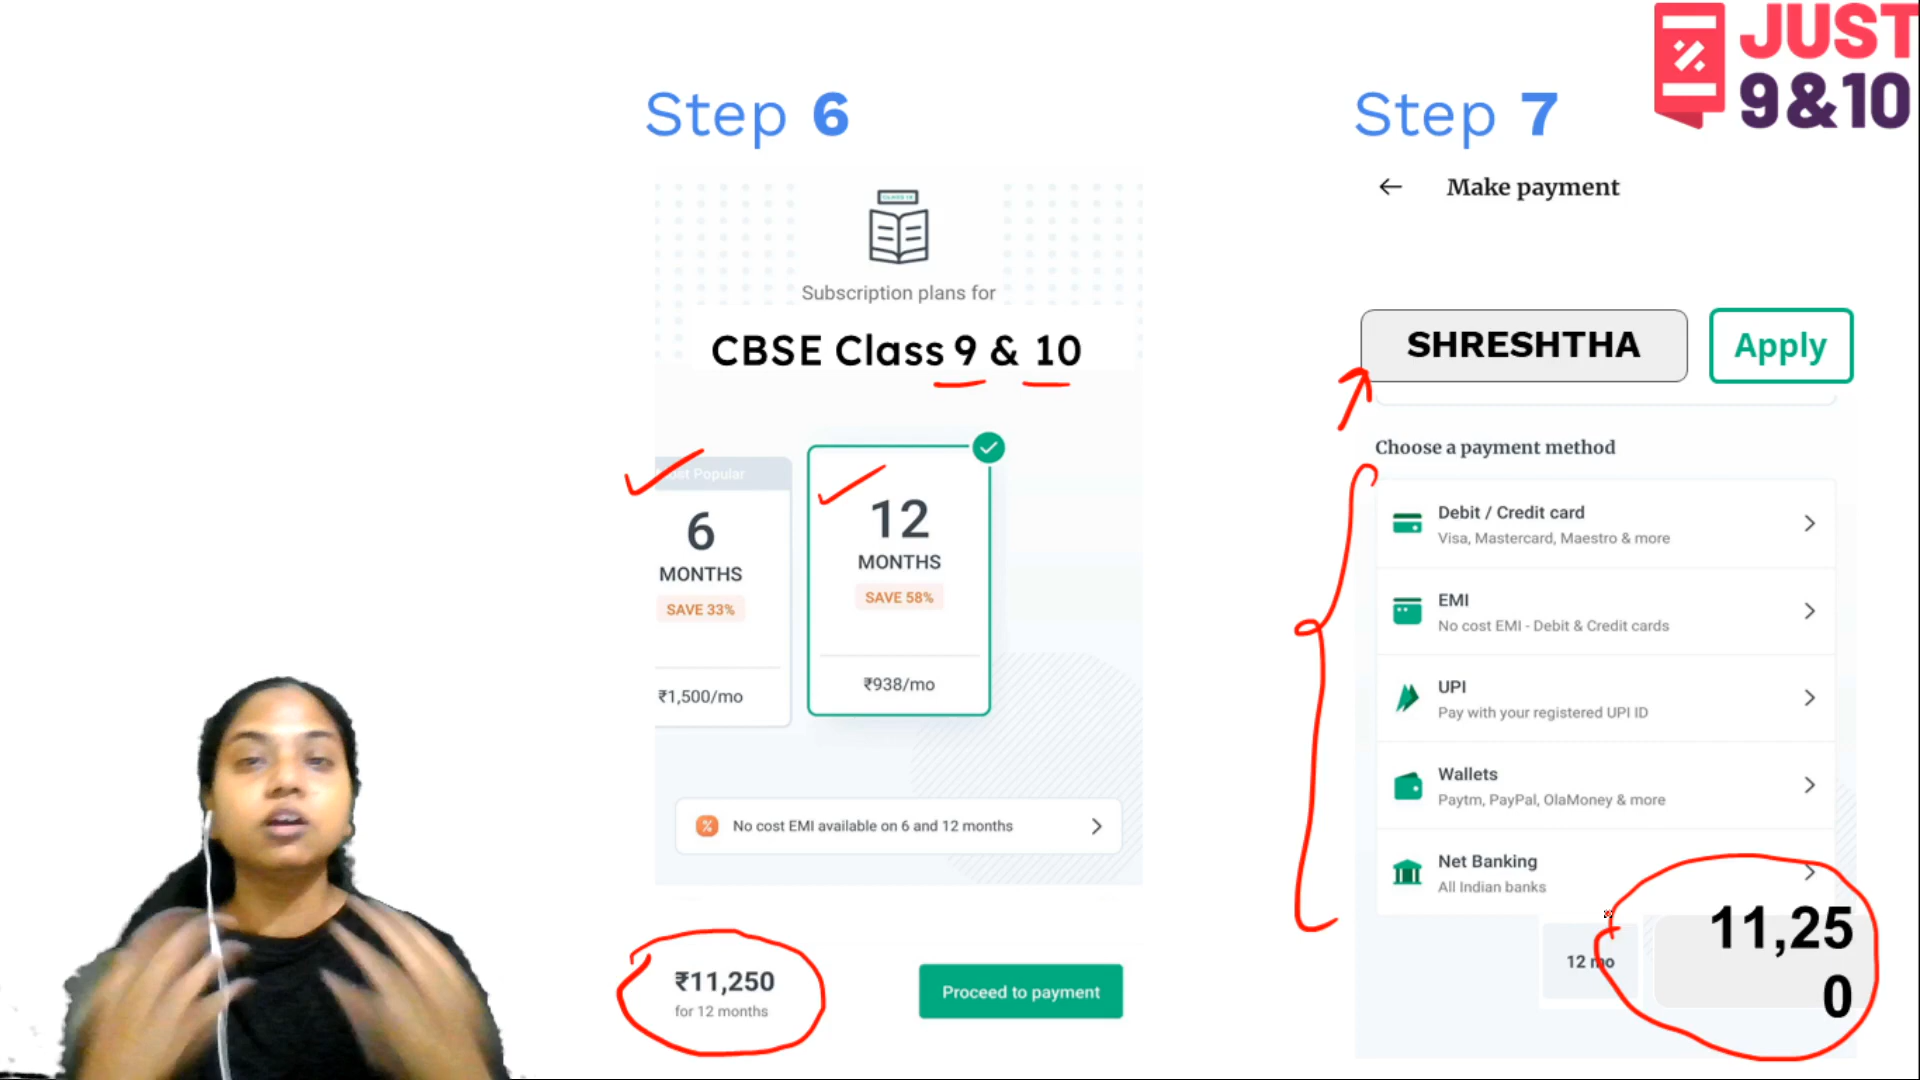 JUST
9&10
Step 6
Subscription plans for
CBSE Class 9 & 10
Popular
6
MONTHS
SAVE 33%
₹1,500/mo
12
MONTHS
SAVE 58%
₹938/mo
No cost EMI available on 6 and 12 months
₹11,250
for 12 months
Proceed to payment
Step 7
Make payment
SHRESHTHA
Apply
Choose a payment method
Debit / Credit card
Visa, Mastercard, Maestro & more
EMI
No cost EMI - Debit & Credit cards
UPI
Pay with your registered UPI ID
Wallets
Paytm, PayPal, OlaMoney & more
Net Banking
All Indian banks
12 mo
11,25
0